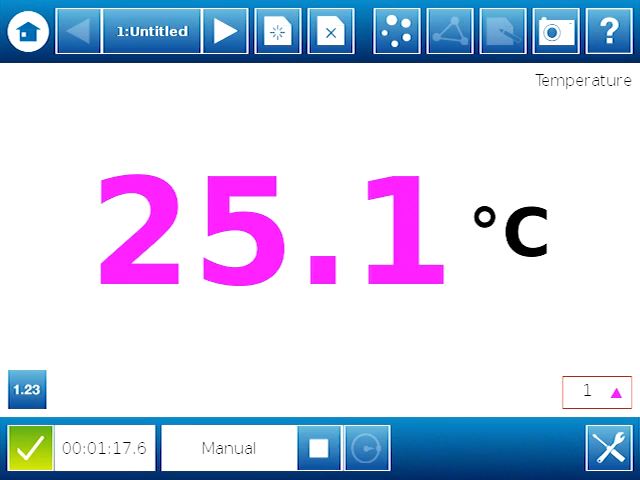 1:Untitled
?
Temperature
25.1 °C
1.23
1
00:01:17.6
Manual